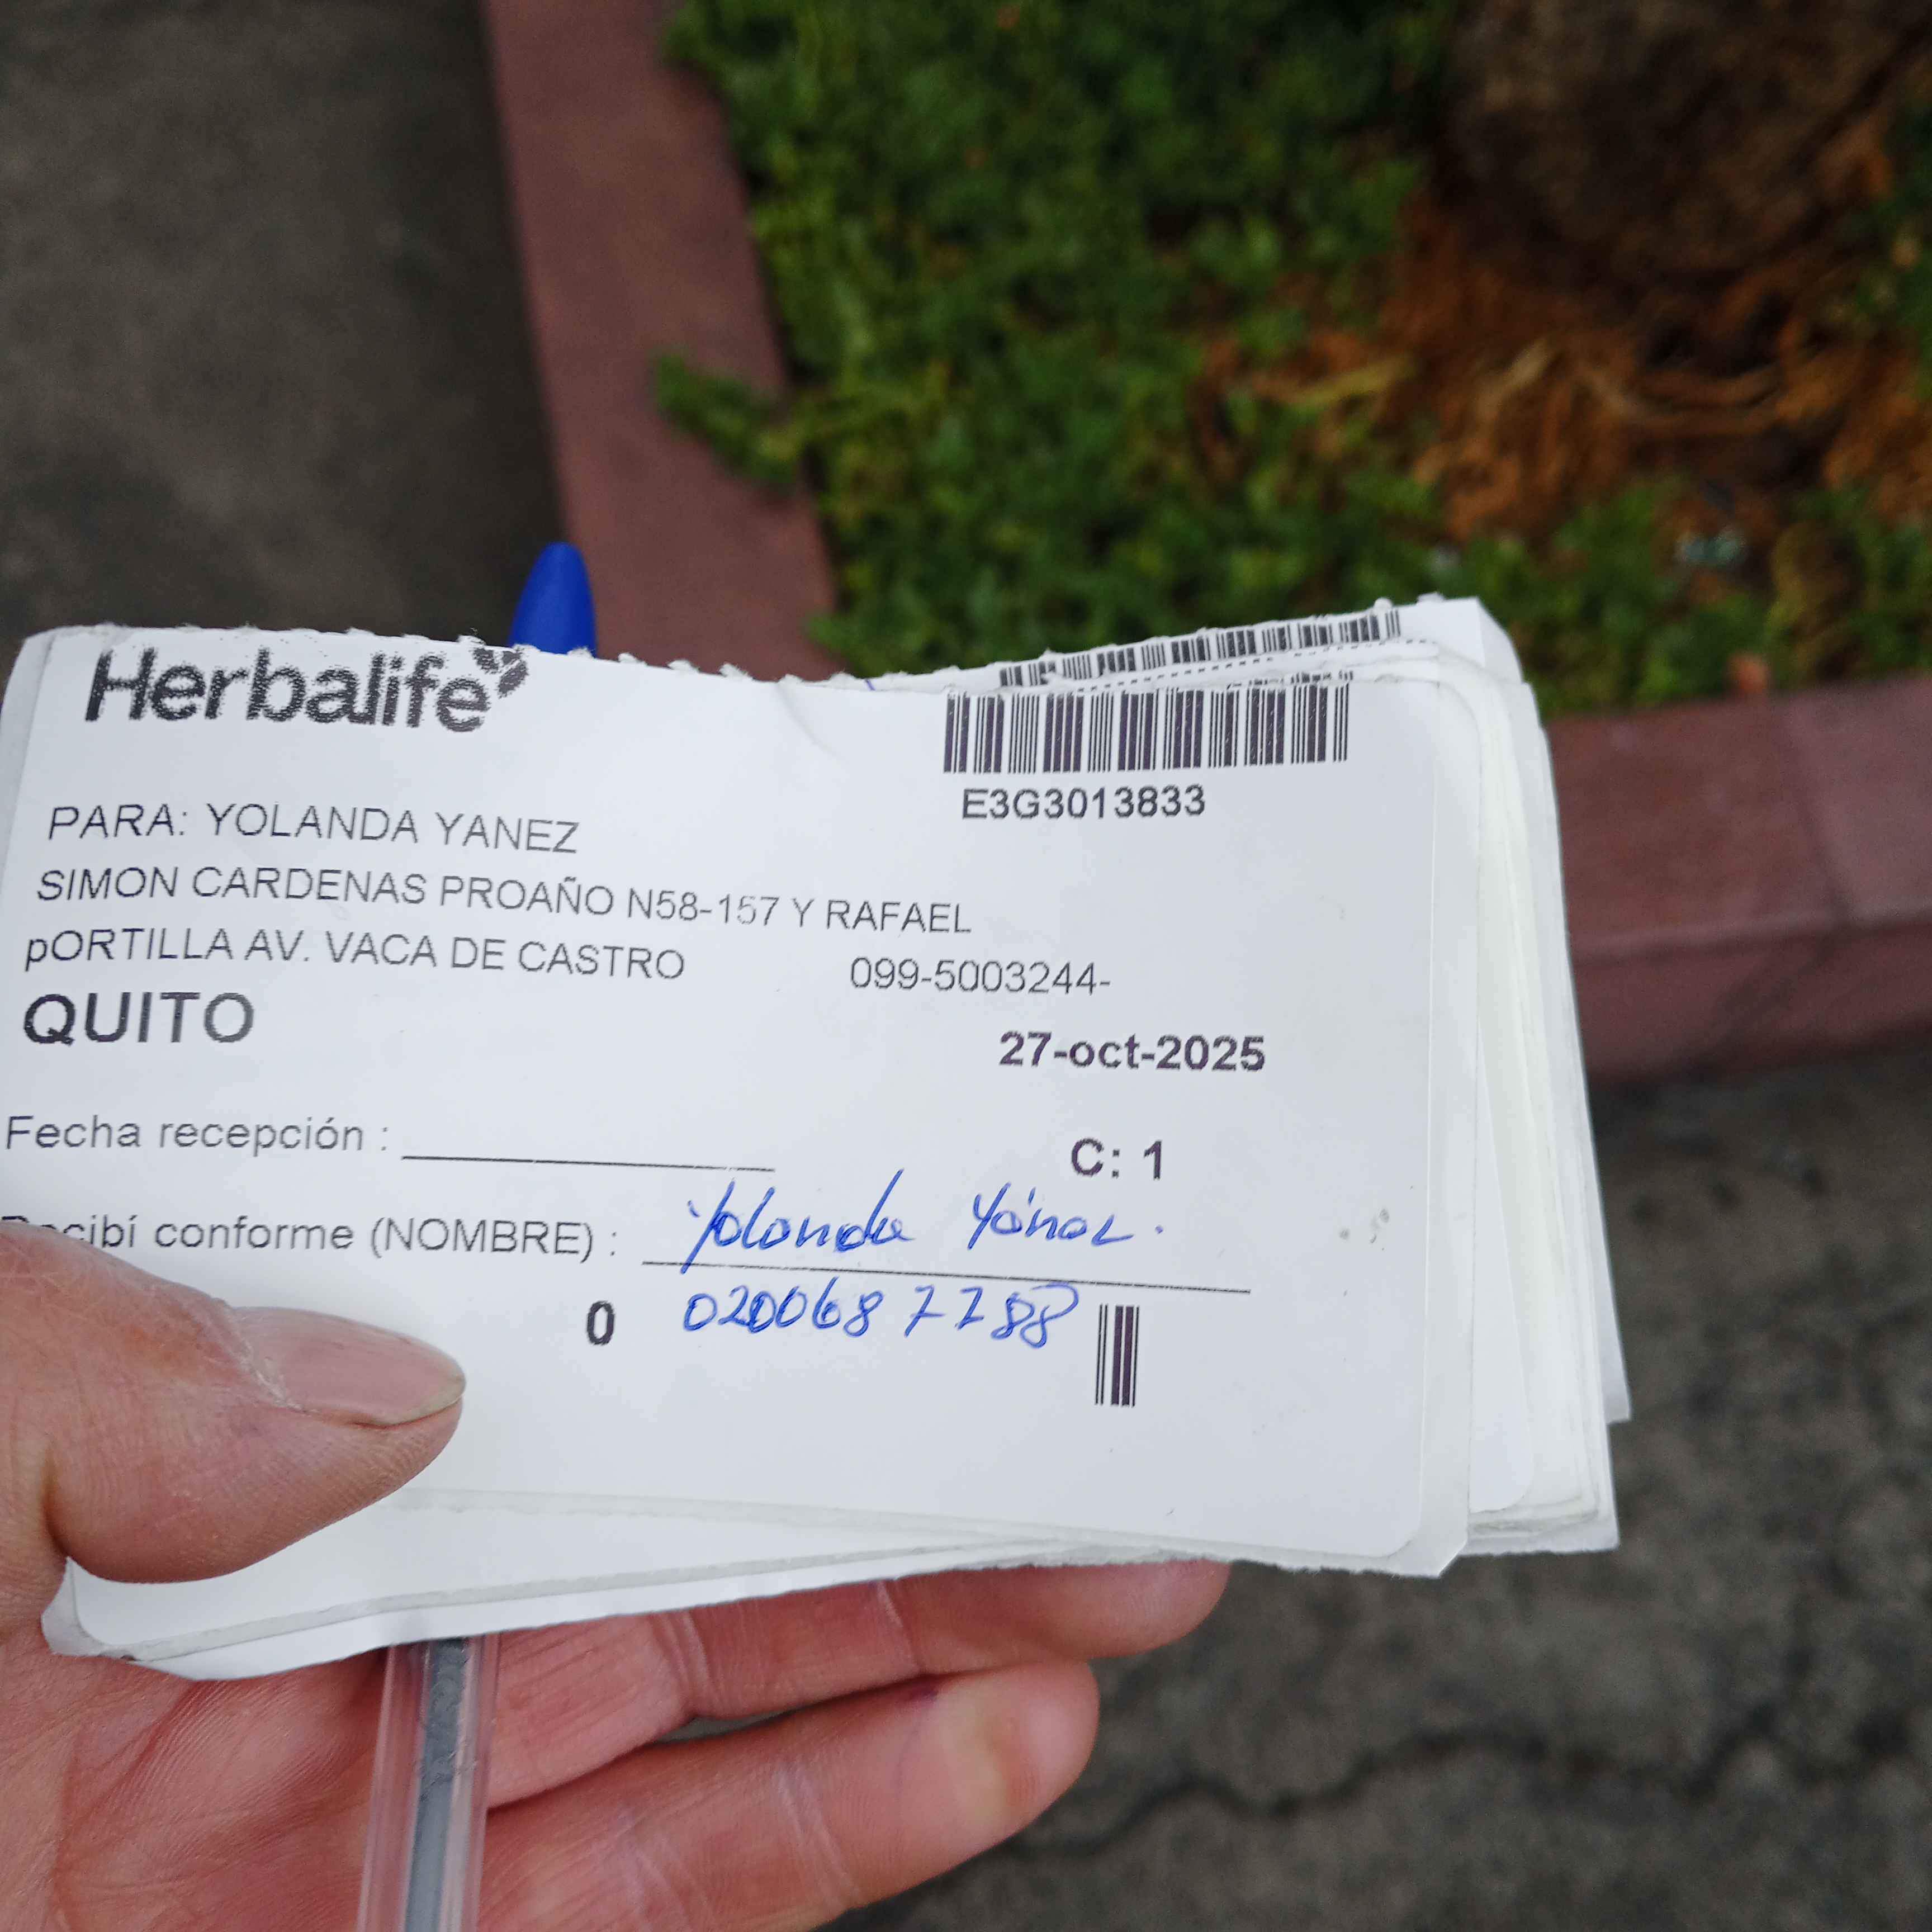 Herbalife
E3G3013833
PARA: YOLANDA YANEZ
SIMON CARDENAS PROAÑO N58-157 Y RAFAEL
pORTILLA AV. VACA DE CASTRO 099-5003244-
QUITO
27-oct-2025
Fecha recepción :
C: 1
Recibí conforme (NOMBRE) : Yolanda Yánez.
0 0200687788